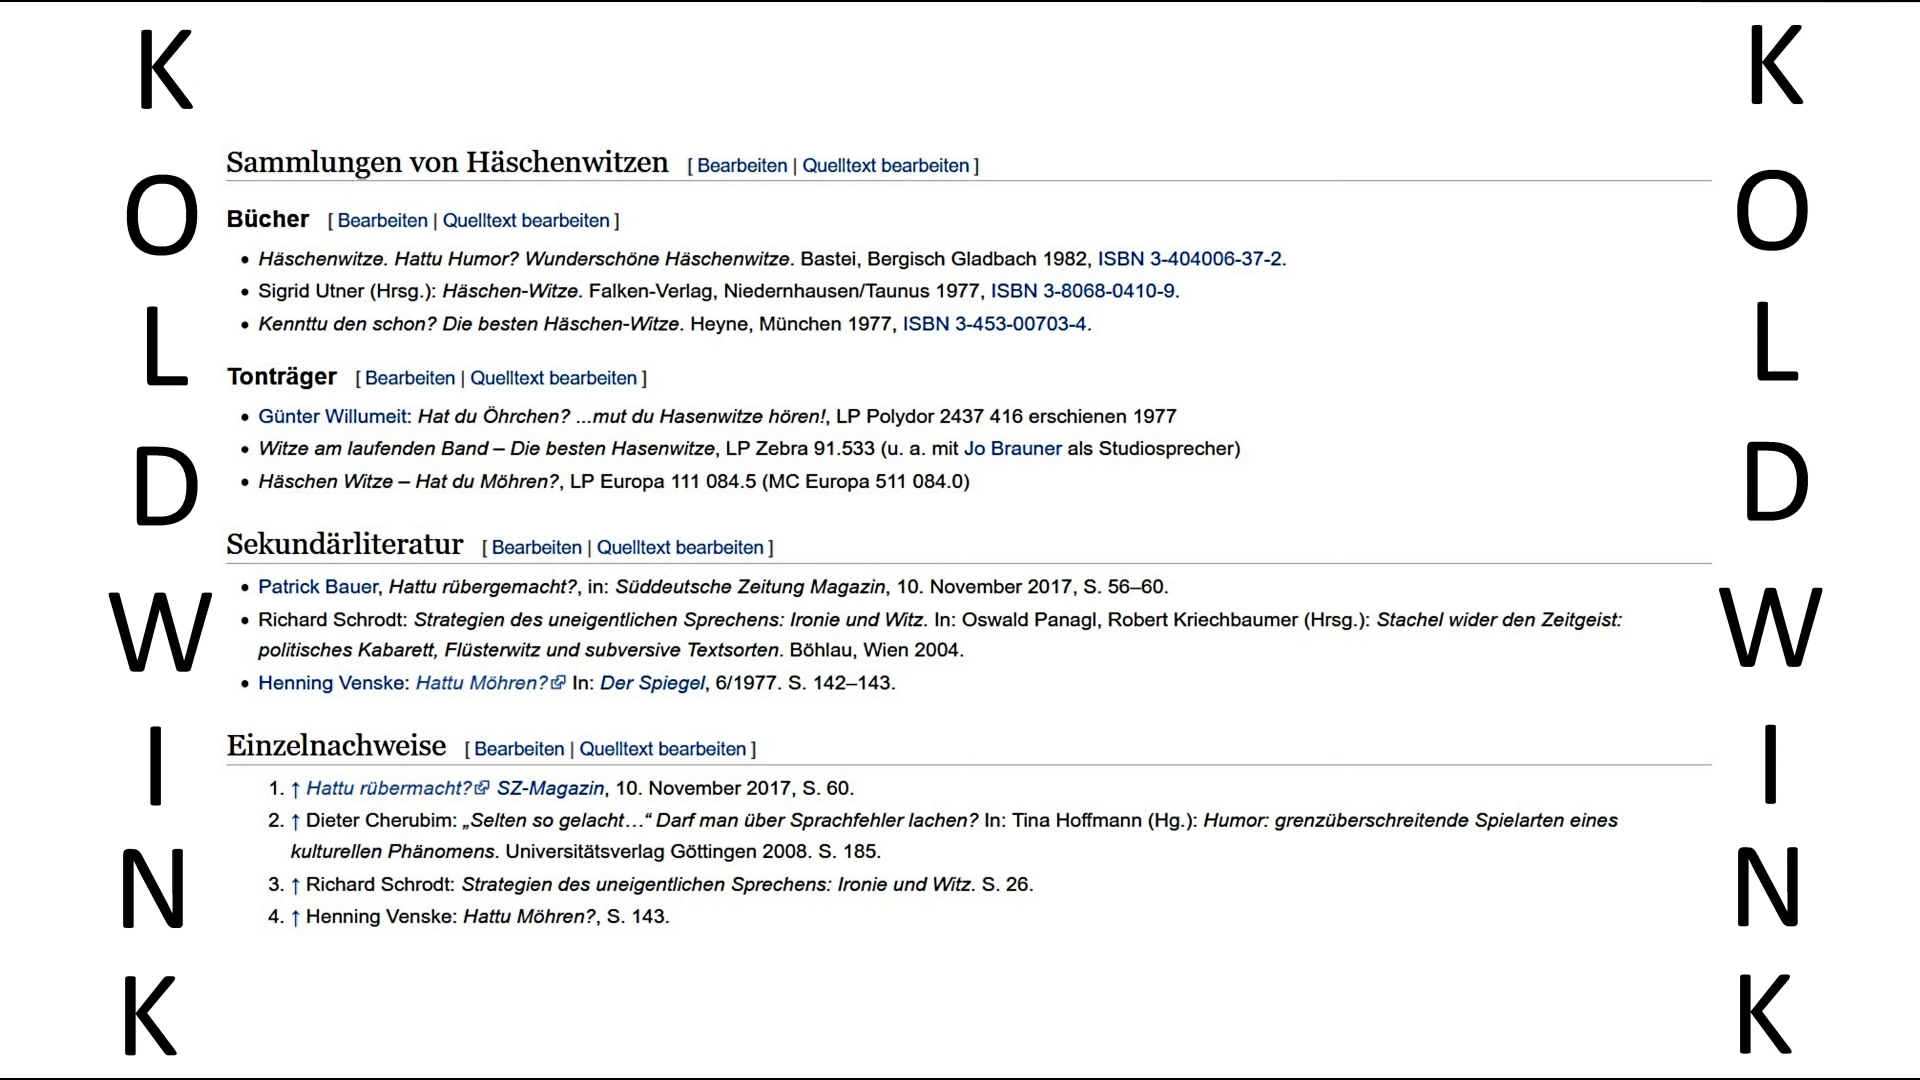 K
O
L
D
W
I
N
K
Sammlungen von Häschenwitzen [ Bearbeiten | Quelltext bearbeiten ]
Bücher [ Bearbeiten | Quelltext bearbeiten ]
• Häschenwitze. Hattu Humor? Wunderschöne Häschenwitze. Bastei, Bergisch Gladbach 1982, ISBN 3-404006-37-2.
• Sigrid Utner (Hrsg.): Häschen-Witze. Falken-Verlag, Niedernhausen/Taunus 1977, ISBN 3-8068-0410-9.
• Kennttu den schon? Die besten Häschen-Witze. Heyne, München 1977, ISBN 3-453-00703-4.
Tonträger [ Bearbeiten | Quelltext bearbeiten ]
• Günter Willumeit: Hat du Öhrchen? ...mut du Hasenwitze hören!, LP Polydor 2437 416 erschienen 1977
• Witze am laufenden Band – Die besten Hasenwitze, LP Zebra 91.533 (u. a. mit Jo Brauner als Studiosprecher)
• Häschen Witze – Hat du Möhren?, LP Europa 111 084.5 (MC Europa 511 084.0)
Sekundärliteratur [ Bearbeiten | Quelltext bearbeiten ]
• Patrick Bauer, Hattu rübergemacht?, in: Süddeutsche Zeitung Magazin, 10. November 2017, S. 56–60.
• Richard Schrodt: Strategien des uneigentlichen Sprechens: Ironie und Witz. In: Oswald Panagl, Robert Kriechbaumer (Hrsg.): Stachel wider den Zeitgeist:
politisches Kabarett, Flüsterwitz und subversive Textsorten. Böhlau, Wien 2004.
• Henning Venske: Hattu Möhren? In: Der Spiegel, 6/1977. S. 142–143.
Einzelnachweise [ Bearbeiten | Quelltext bearbeiten ]
1. ↑ Hattu rübermacht? SZ-Magazin, 10. November 2017, S. 60.
2. ↑ Dieter Cherubim: „Selten so gelacht…“ Darf man über Sprachfehler lachen? In: Tina Hoffmann (Hg.): Humor: grenzüberschreitende Spielarten eines
kulturellen Phänomens. Universitätsverlag Göttingen 2008. S. 185.
3. ↑ Richard Schrodt: Strategien des uneigentlichen Sprechens: Ironie und Witz. S. 26.
4. ↑ Henning Venske: Hattu Möhren?, S. 143.
K
O
L
D
W
I
N
K